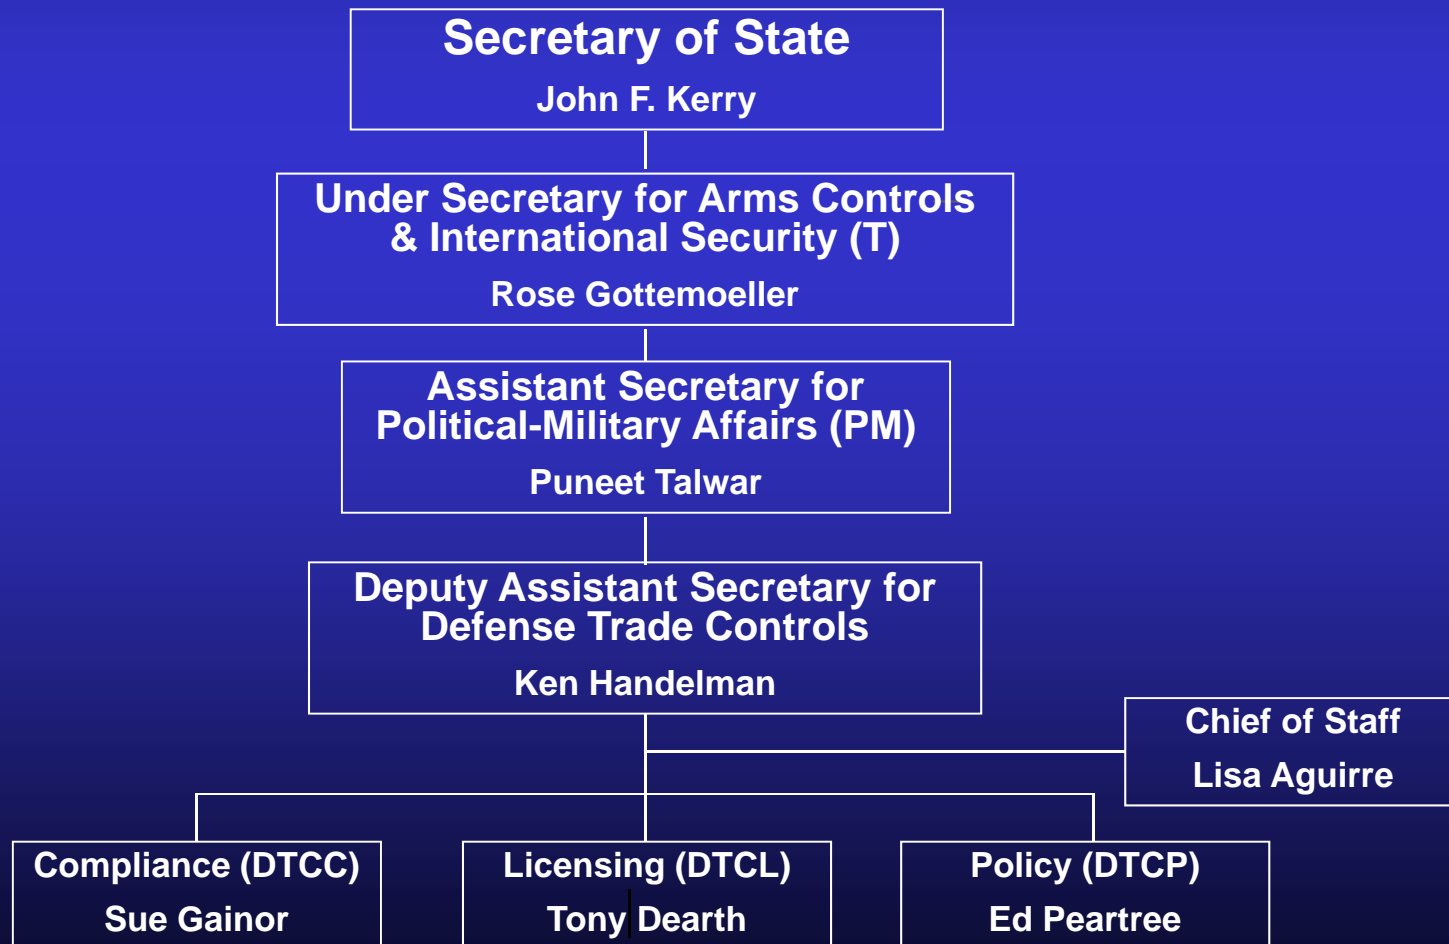 Secretary of State
John F. Kerry
Under Secretary for Arms Controls
& International Security (T)
Rose Gottemoeller
Assistant Secretary for
Political-Military Affairs (PM)
Puneet Talwar
Deputy Assistant Secretary for
Defense Trade Controls
Ken Handelman
Chief of Staff
Lisa Aguirre
Compliance (DTCC)
Sue Gainor
Licensing (DTCL)
Tony Dearth
Policy (DTCP)
Ed Peartree